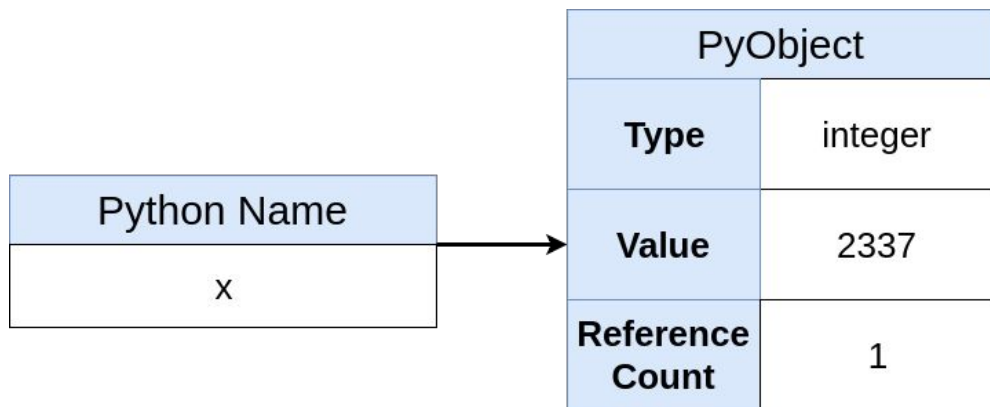 Python Name
x
PyObject
Type
integer
Value
2337
Reference
Count
1